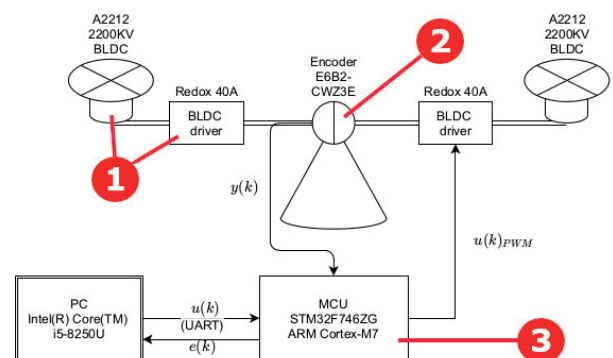 A2212
2200KV
BLDC
Redox 40A
BLDC
driver
1
Encoder
E6B2-
CWZ3E
2
Redox 40A
BLDC
driver
A2212
2200KV
BLDC
y(k)
u(k)PWM
PC
Intel(R) Core(TM)
i5-8250U
u(k)
(UART)
e(k)
MCU
STM32F746ZG
ARM Cortex-M7
3